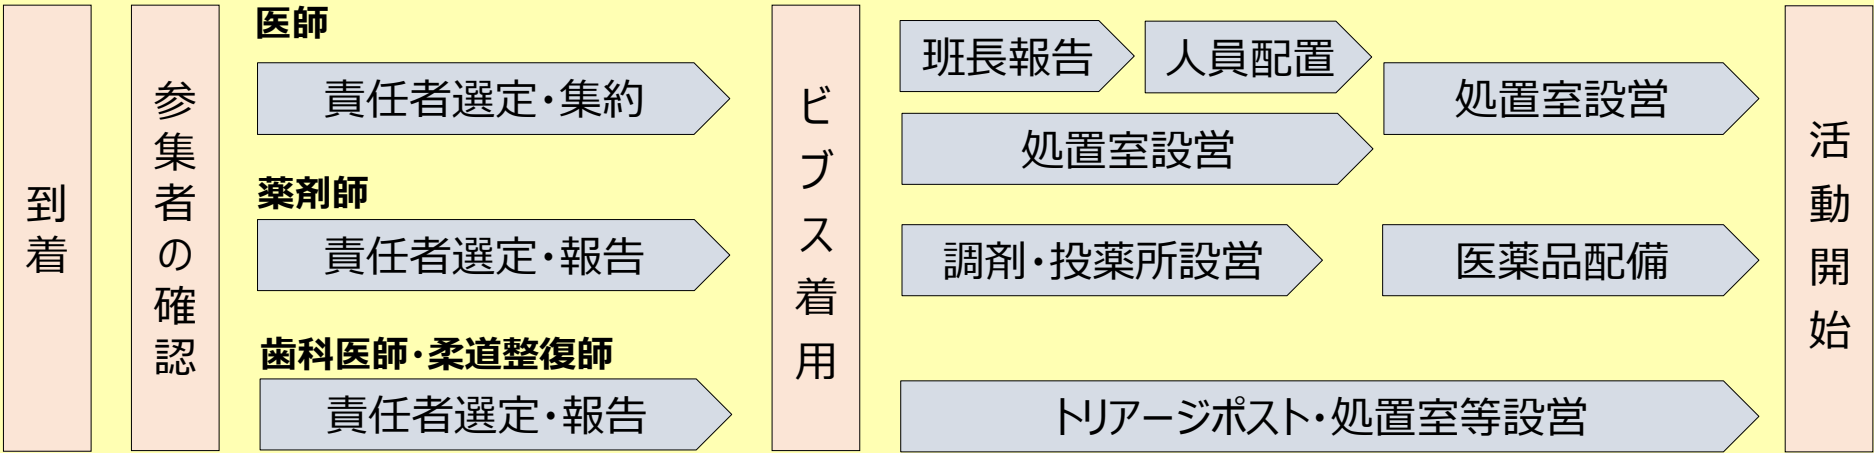 到着
参集者の確認
医師
責任者選定・集約
薬剤師
責任者選定・報告
歯科医師・柔道整復師
責任者選定・報告
ビブス着用
班長報告
人員配置
処置室設営
処置室設営
調剤・投薬所設営
医薬品配備
トリアージポスト・処置室等設営
活動開始